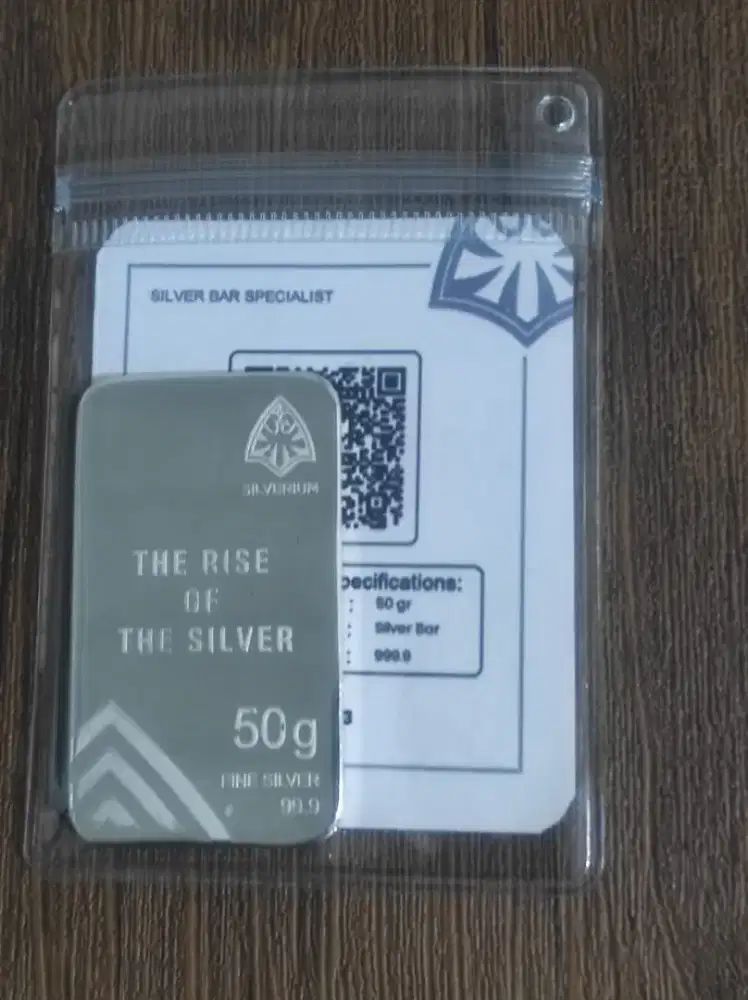 SILVER BAR SPECIALIST
pecifications:
: 50 gr
: Silver Bar
: 999.9
3
SILVERIUM
THE RISE
OF
THE SILVER
50g
FINE SILVER
99.9